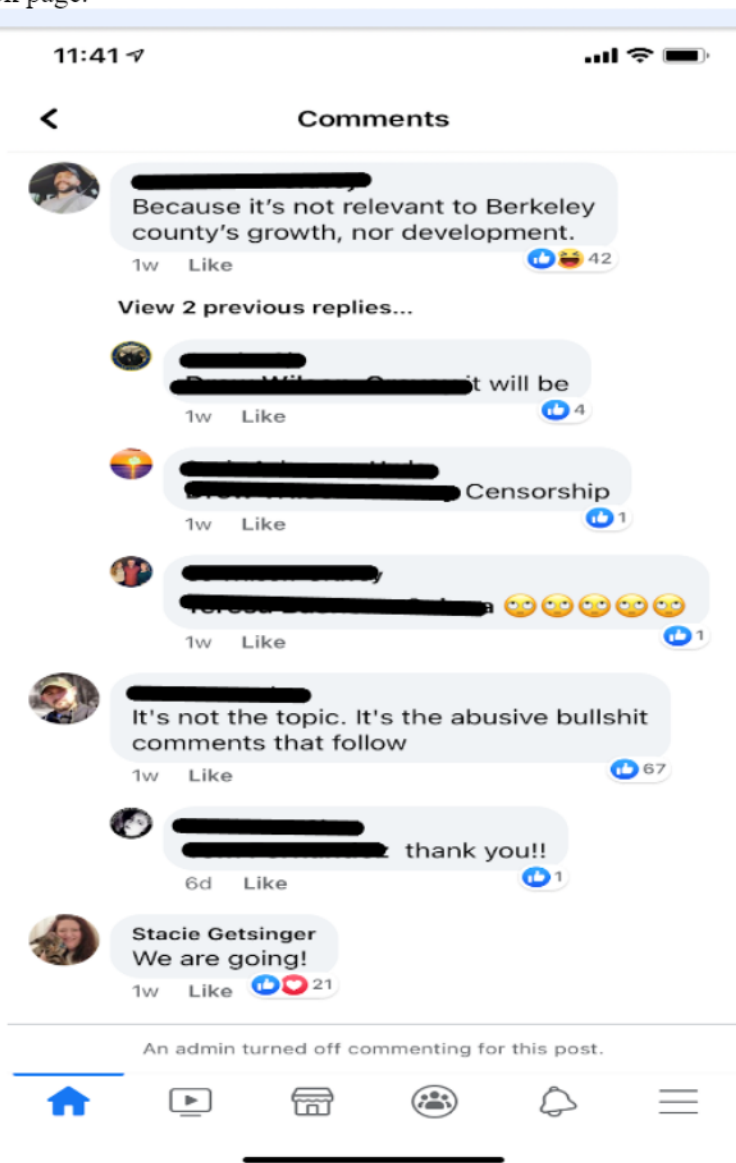 page.
11:41
Comments
Because it's not relevant to Berkeley
county's growth, nor development.
1w Like
42
View 2 previous replies...
it will be
1w Like
4
Censorship
1w Like
1
🙄🙄🙄🙄🙄
1w Like
1
It's not the topic. It's the abusive bullshit
comments that follow
1w Like
67
thank you!!
6d Like
1
Stacie Getsinger
We are going!
1w Like
21
An admin turned off commenting for this post.